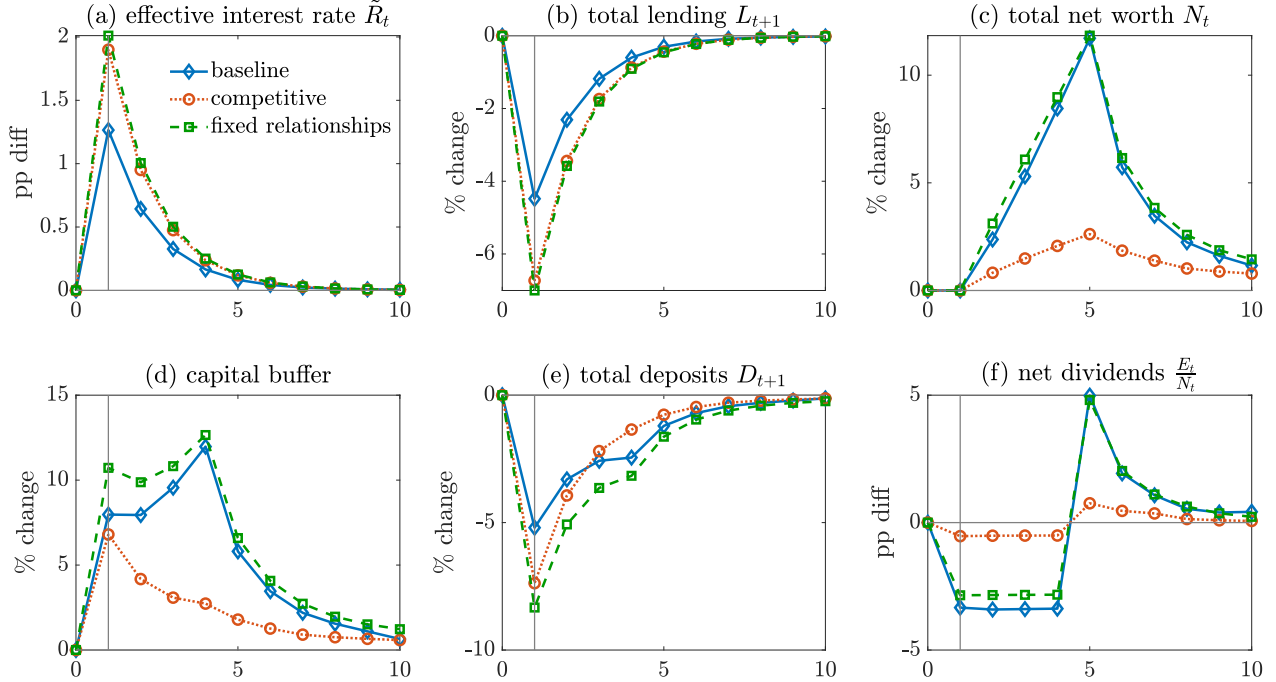 (a) effective interest rate R̃ₜ
2
1.5
1
0.5
0
pp diff
baseline
competitive
fixed relationships
0 5 10
(b) total lending Lₜ₊₁
0
-2
-4
-6
% change
0 5 10
(c) total net worth Nₜ
10
5
0
% change
0 5 10
(d) capital buffer
15
10
5
0
% change
0 5 10
(e) total deposits Dₜ₊₁
0
-5
-10
% change
0 5 10
(f) net dividends Eₜ/Nₜ
5
0
-5
pp diff
0 5 10